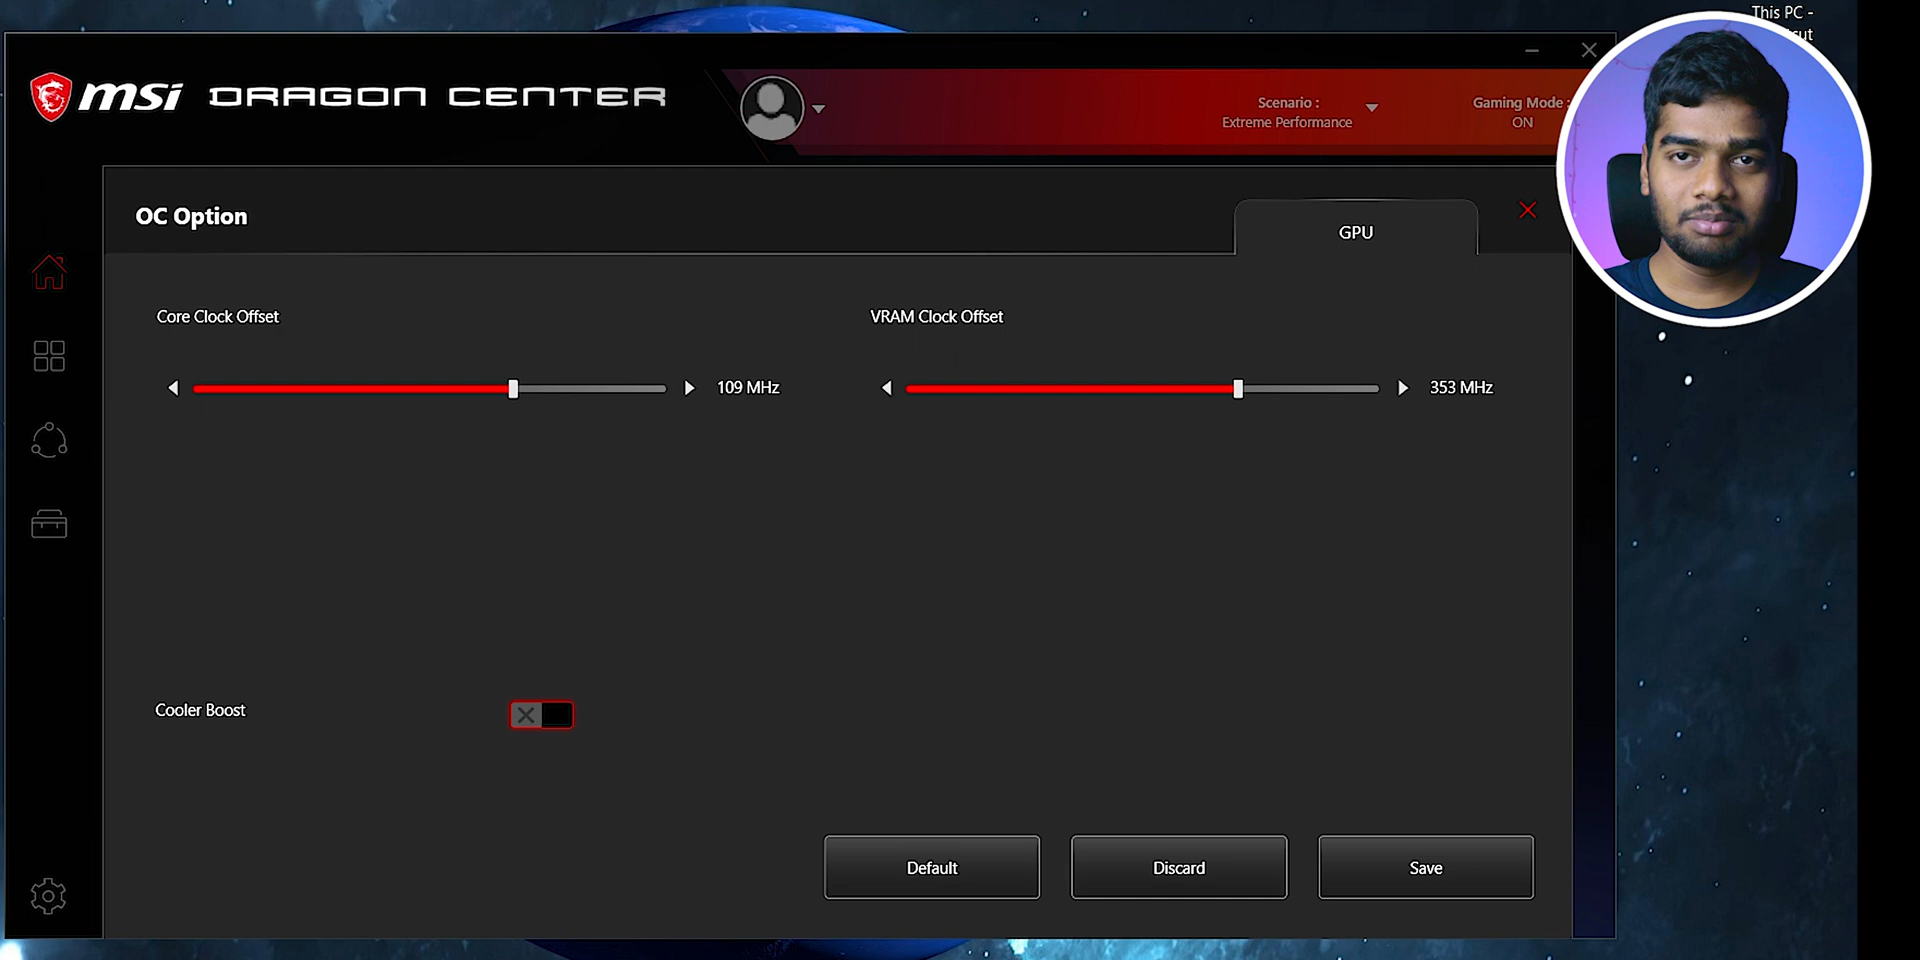 This PC -
cut
msi DRAGON CENTER
Scenario :
Extreme Performance
Gaming Mode :
ON
OC Option
GPU
Core Clock Offset
109 MHz
VRAM Clock Offset
353 MHz
Cooler Boost
Default
Discard
Save